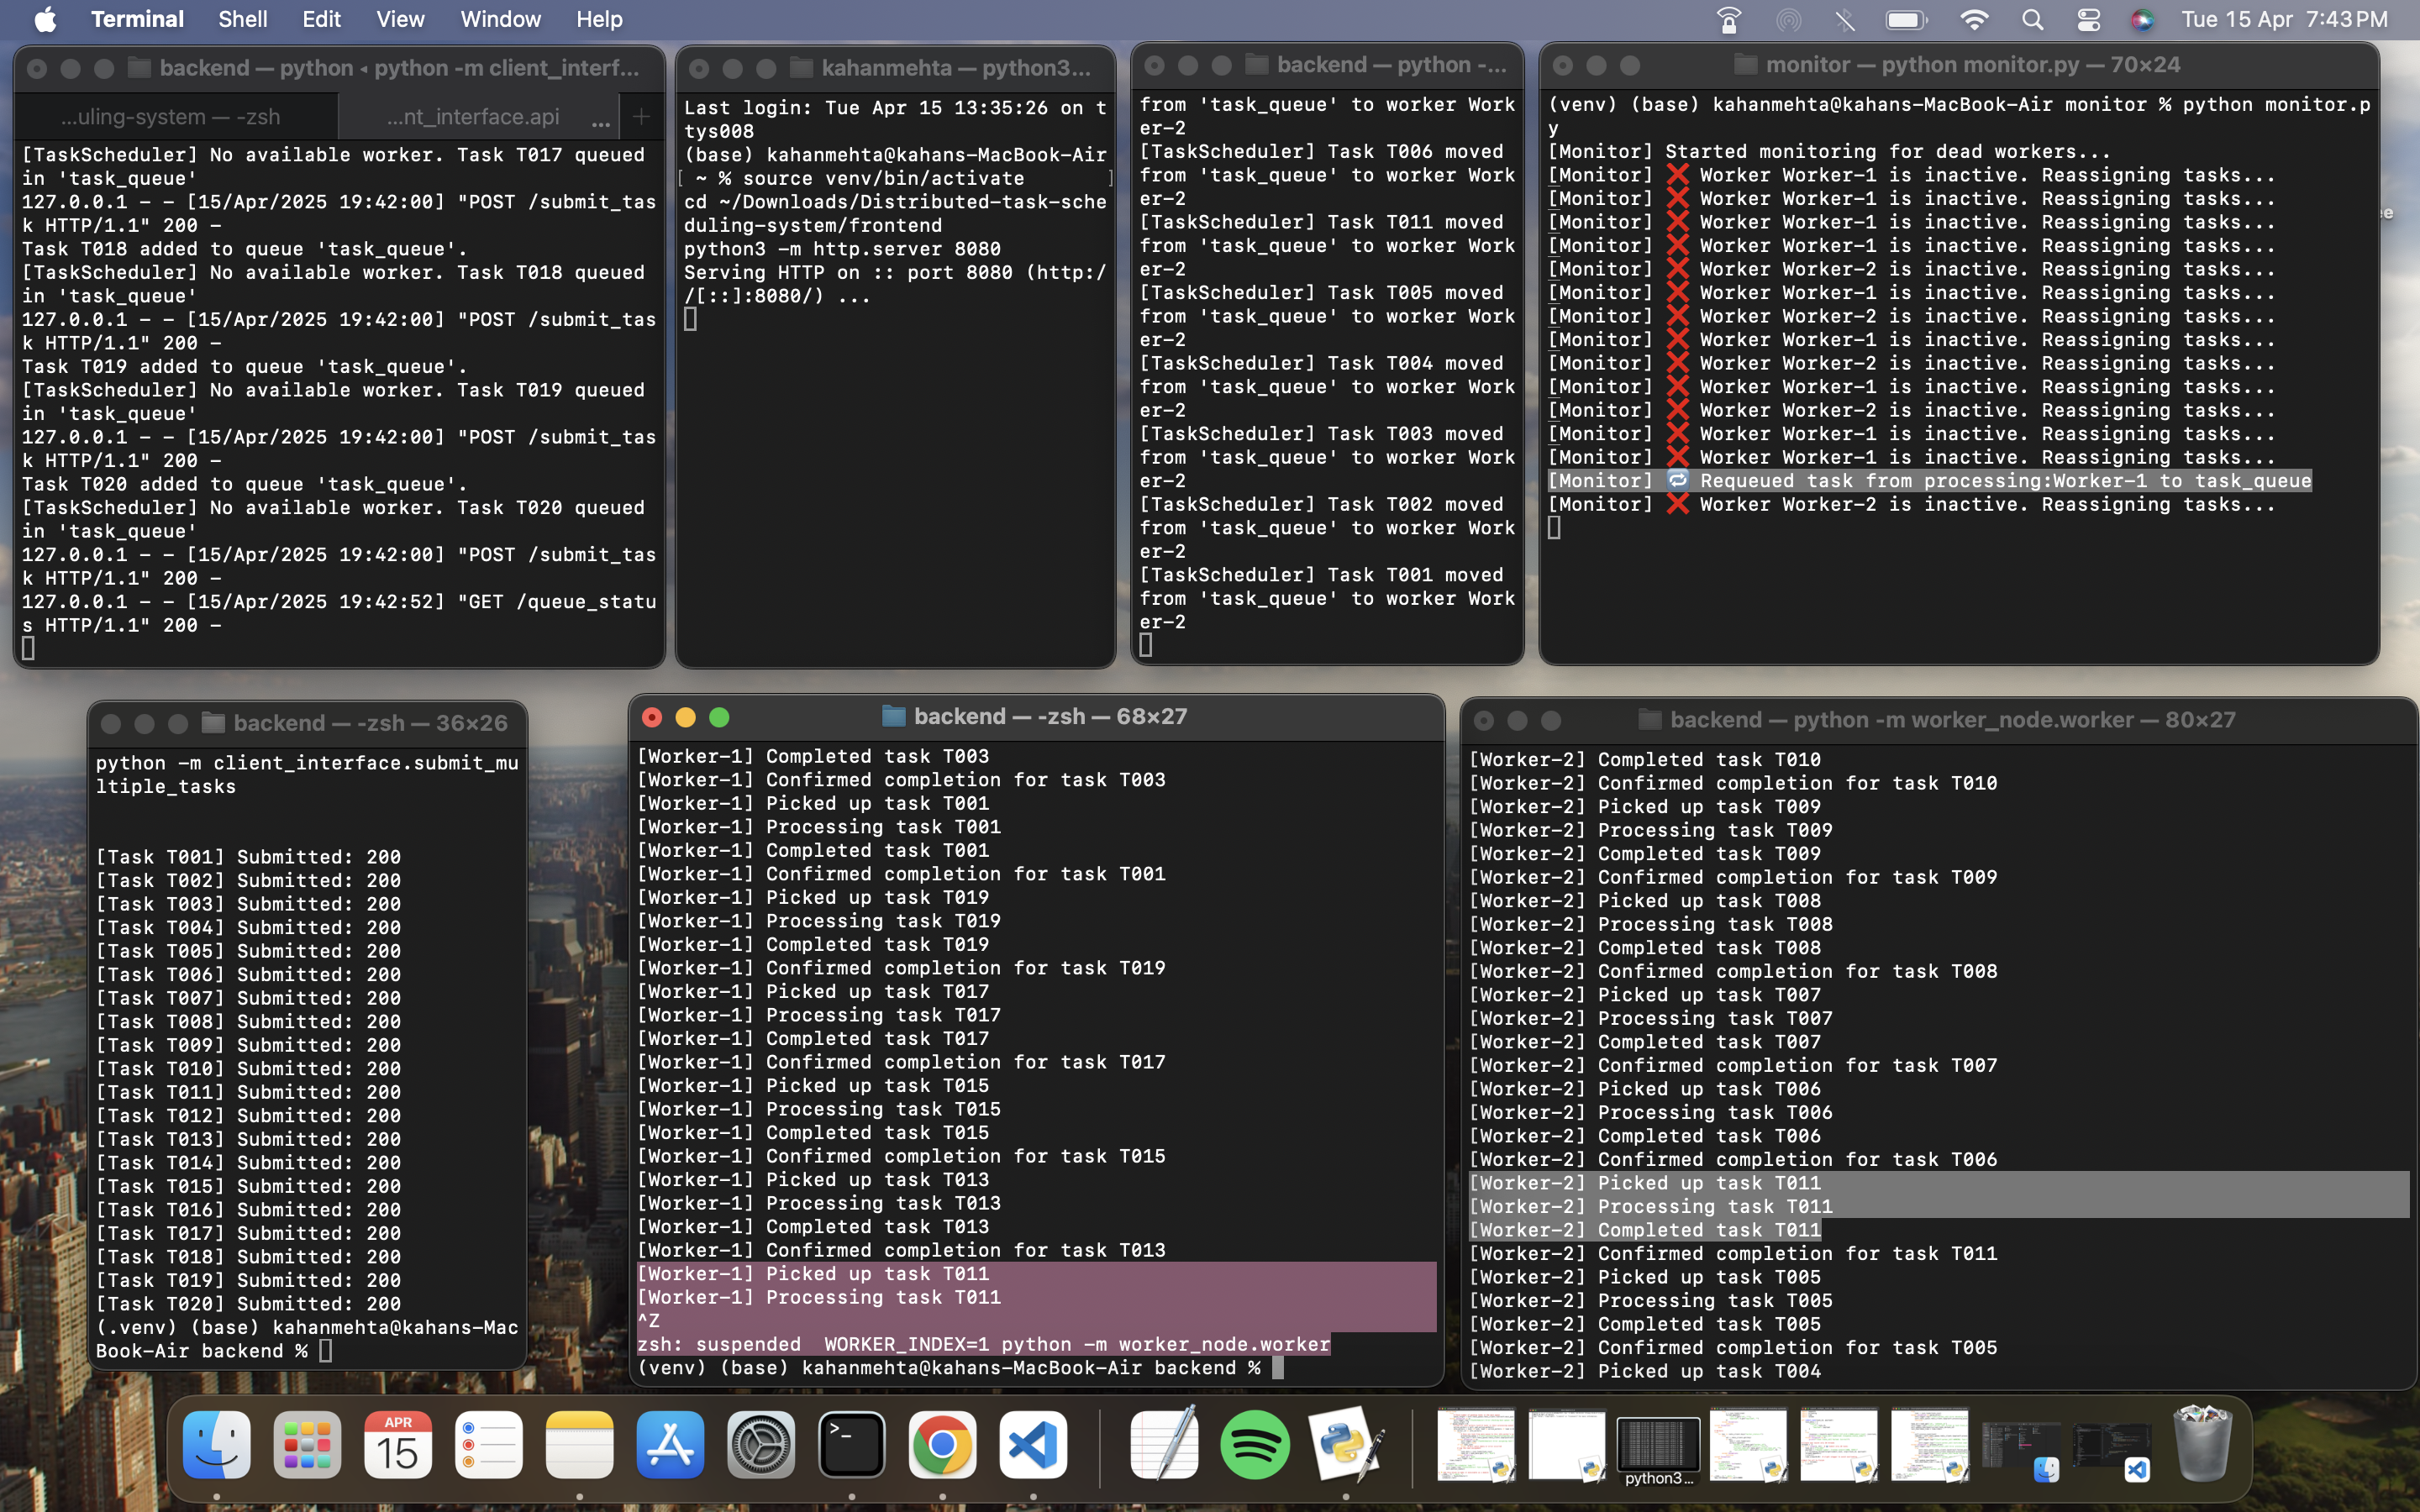 Terminal Shell Edit View Window Help Tue 15 Apr 7:43 PM
backend — python ◂ python -m client_interf...
...uling-system — -zsh ...nt_interface.api ... +
[TaskScheduler] No available worker. Task T017 queued
in 'task_queue'
127.0.0.1 - - [15/Apr/2025 19:42:00] "POST /submit_tas
k HTTP/1.1" 200 -
Task T018 added to queue 'task_queue'.
[TaskScheduler] No available worker. Task T018 queued
in 'task_queue'
127.0.0.1 - - [15/Apr/2025 19:42:00] "POST /submit_tas
k HTTP/1.1" 200 -
Task T019 added to queue 'task_queue'.
[TaskScheduler] No available worker. Task T019 queued
in 'task_queue'
127.0.0.1 - - [15/Apr/2025 19:42:00] "POST /submit_tas
k HTTP/1.1" 200 -
Task T020 added to queue 'task_queue'.
[TaskScheduler] No available worker. Task T020 queued
in 'task_queue'
127.0.0.1 - - [15/Apr/2025 19:42:00] "POST /submit_tas
k HTTP/1.1" 200 -
127.0.0.1 - - [15/Apr/2025 19:42:52] "GET /queue_statu
s HTTP/1.1" 200 -
kahanmehta — python3...
Last login: Tue Apr 15 13:35:26 on t
tys008
(base) kahanmehta@kahans-MacBook-Air
[ ~ % source venv/bin/activate ]
cd ~/Downloads/Distributed-task-sche
duling-system/frontend
python3 -m http.server 8080
Serving HTTP on :: port 8080 (http:/
/[::]:8080/) ...
backend — python -...
from 'task_queue' to worker Work
er-2
[TaskScheduler] Task T006 moved
from 'task_queue' to worker Work
er-2
[TaskScheduler] Task T011 moved
from 'task_queue' to worker Work
er-2
[TaskScheduler] Task T005 moved
from 'task_queue' to worker Work
er-2
[TaskScheduler] Task T004 moved
from 'task_queue' to worker Work
er-2
[TaskScheduler] Task T003 moved
from 'task_queue' to worker Work
er-2
[TaskScheduler] Task T002 moved
from 'task_queue' to worker Work
er-2
[TaskScheduler] Task T001 moved
from 'task_queue' to worker Work
er-2
monitor — python monitor.py — 70×24
(venv) (base) kahanmehta@kahans-MacBook-Air monitor % python monitor.p
y
[Monitor] Started monitoring for dead workers...
[Monitor] ❌ Worker Worker-1 is inactive. Reassigning tasks...
[Monitor] ❌ Worker Worker-1 is inactive. Reassigning tasks...
[Monitor] ❌ Worker Worker-1 is inactive. Reassigning tasks...
[Monitor] ❌ Worker Worker-1 is inactive. Reassigning tasks...
[Monitor] ❌ Worker Worker-2 is inactive. Reassigning tasks...
[Monitor] ❌ Worker Worker-1 is inactive. Reassigning tasks...
[Monitor] ❌ Worker Worker-2 is inactive. Reassigning tasks...
[Monitor] ❌ Worker Worker-1 is inactive. Reassigning tasks...
[Monitor] ❌ Worker Worker-2 is inactive. Reassigning tasks...
[Monitor] ❌ Worker Worker-1 is inactive. Reassigning tasks...
[Monitor] ❌ Worker Worker-2 is inactive. Reassigning tasks...
[Monitor] ❌ Worker Worker-1 is inactive. Reassigning tasks...
[Monitor] ❌ Worker Worker-1 is inactive. Reassigning tasks...
[Monitor] 🔁 Requeued task from processing:Worker-1 to task_queue
[Monitor] ❌ Worker Worker-2 is inactive. Reassigning tasks...
ee
backend — -zsh — 36×26
python -m client_interface.submit_mu
ltiple_tasks
[Task T001] Submitted: 200
[Task T002] Submitted: 200
[Task T003] Submitted: 200
[Task T004] Submitted: 200
[Task T005] Submitted: 200
[Task T006] Submitted: 200
[Task T007] Submitted: 200
[Task T008] Submitted: 200
[Task T009] Submitted: 200
[Task T010] Submitted: 200
[Task T011] Submitted: 200
[Task T012] Submitted: 200
[Task T013] Submitted: 200
[Task T014] Submitted: 200
[Task T015] Submitted: 200
[Task T016] Submitted: 200
[Task T017] Submitted: 200
[Task T018] Submitted: 200
[Task T019] Submitted: 200
[Task T020] Submitted: 200
(.venv) (base) kahanmehta@kahans-Mac
Book-Air backend %
backend — -zsh — 68×27
[Worker-1] Completed task T003
[Worker-1] Confirmed completion for task T003
[Worker-1] Picked up task T001
[Worker-1] Processing task T001
[Worker-1] Completed task T001
[Worker-1] Confirmed completion for task T001
[Worker-1] Picked up task T019
[Worker-1] Processing task T019
[Worker-1] Completed task T019
[Worker-1] Confirmed completion for task T019
[Worker-1] Picked up task T017
[Worker-1] Processing task T017
[Worker-1] Completed task T017
[Worker-1] Confirmed completion for task T017
[Worker-1] Picked up task T015
[Worker-1] Processing task T015
[Worker-1] Completed task T015
[Worker-1] Confirmed completion for task T015
[Worker-1] Picked up task T013
[Worker-1] Processing task T013
[Worker-1] Completed task T013
[Worker-1] Confirmed completion for task T013
[Worker-1] Picked up task T011
[Worker-1] Processing task T011
^Z
zsh: suspended  WORKER_INDEX=1 python -m worker_node.worker
(venv) (base) kahanmehta@kahans-MacBook-Air backend %
backend — python -m worker_node.worker — 80×27
[Worker-2] Completed task T010
[Worker-2] Confirmed completion for task T010
[Worker-2] Picked up task T009
[Worker-2] Processing task T009
[Worker-2] Completed task T009
[Worker-2] Confirmed completion for task T009
[Worker-2] Picked up task T008
[Worker-2] Processing task T008
[Worker-2] Completed task T008
[Worker-2] Confirmed completion for task T008
[Worker-2] Picked up task T007
[Worker-2] Processing task T007
[Worker-2] Completed task T007
[Worker-2] Confirmed completion for task T007
[Worker-2] Picked up task T006
[Worker-2] Processing task T006
[Worker-2] Completed task T006
[Worker-2] Confirmed completion for task T006
[Worker-2] Picked up task T011
[Worker-2] Processing task T011
[Worker-2] Completed task T011
[Worker-2] Confirmed completion for task T011
[Worker-2] Picked up task T005
[Worker-2] Processing task T005
[Worker-2] Completed task T005
[Worker-2] Confirmed completion for task T005
[Worker-2] Picked up task T004
APR
15
>_
python3...